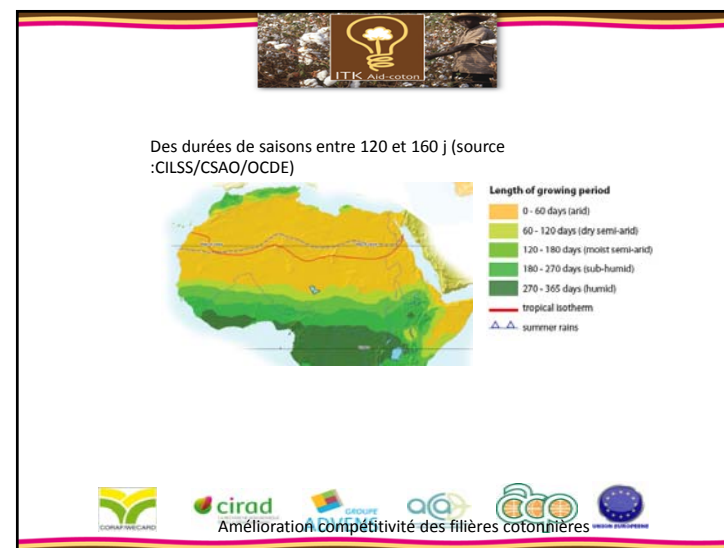 ITK Aid-coton
Des durées de saisons entre 120 et 160 j (source
:CILSS/CSAO/OCDE)
Length of growing period
0 - 60 days (arid)
60 - 120 days (dry semi-arid)
120 - 180 days (moist semi-arid)
180 - 270 days (sub-humid)
270 - 365 days (humid)
tropical isotherm
summer rains
CORAF/WECARD
cirad
GROUPE
ADVENS
aca
Amélioration compétitivité des filières cotonnières
UNION EUROPEENNE